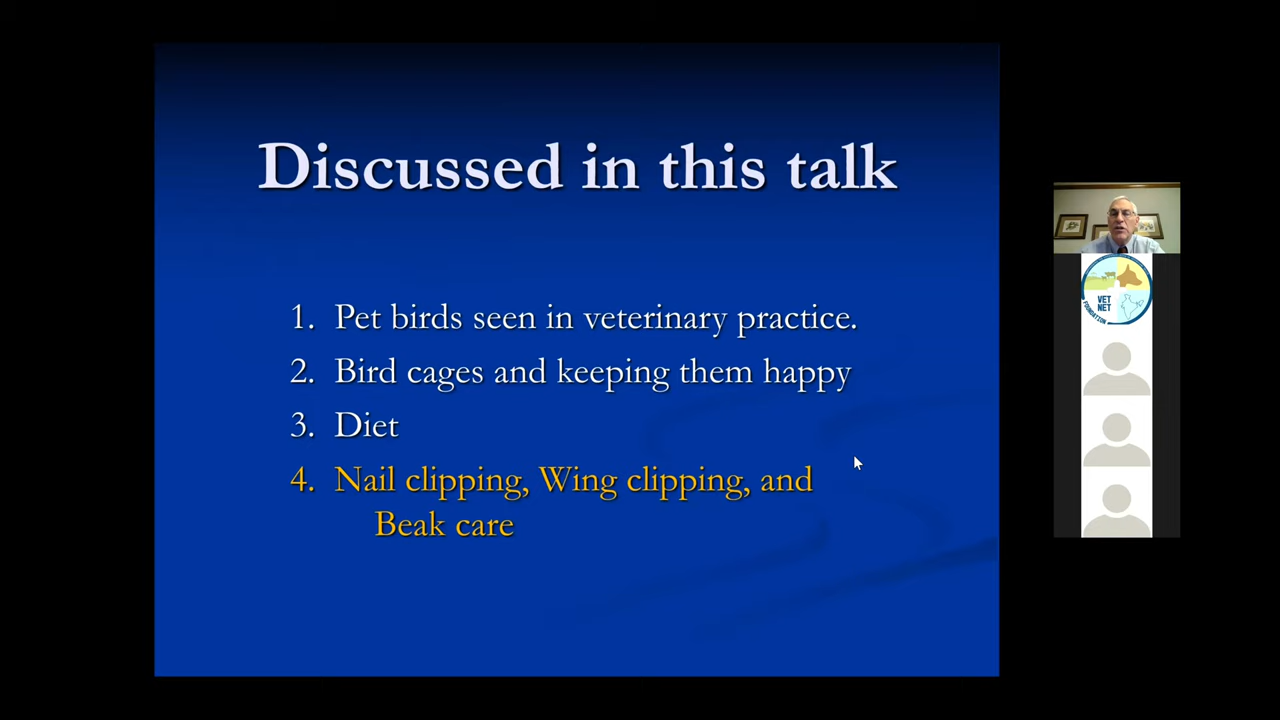 Discussed in this talk
1. Pet birds seen in veterinary practice.
2. Bird cages and keeping them happy
3. Diet
4. Nail clipping, Wing clipping, and
Beak care
VET
NET
FOUNDATION